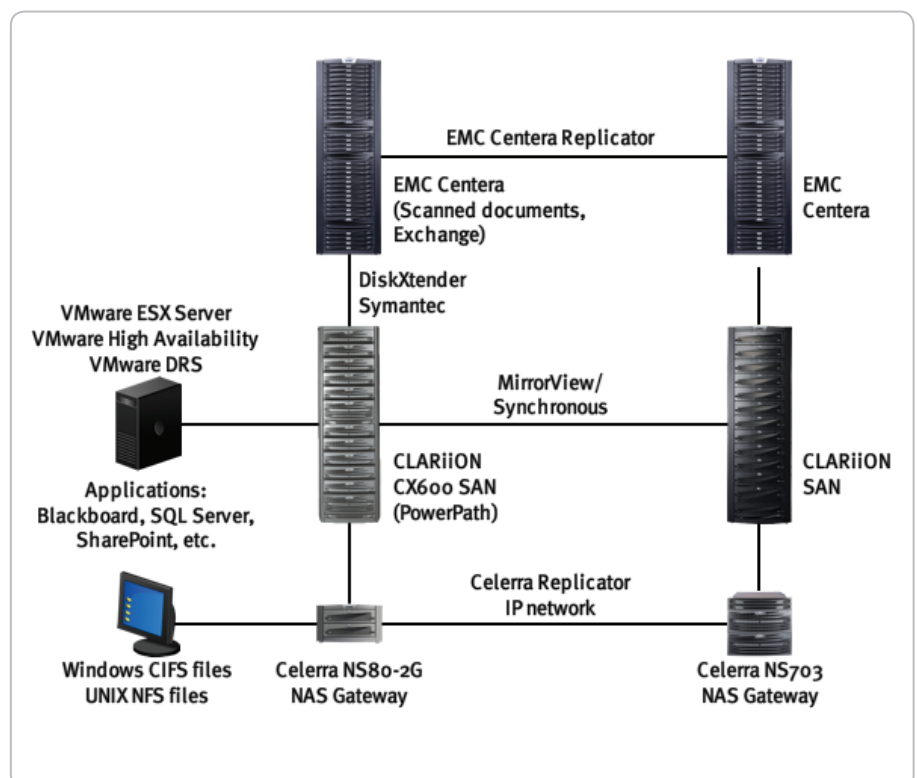 EMC Centera Replicator
EMC Centera
(Scanned documents,
Exchange)
EMC
Centera
DiskXtender
Symantec
VMware ESX Server
VMware High Availability
VMware DRS
MirrorView/
Synchronous
Applications:
Blackboard, SQL Server,
SharePoint, etc.
CLARiiON
CX600 SAN
(PowerPath)
CLARiiON
SAN
Celerra Replicator
IP network
Windows CIFS files
UNIX NFS files
Celerra NS80-2G
NAS Gateway
Celerra NS703
NAS Gateway